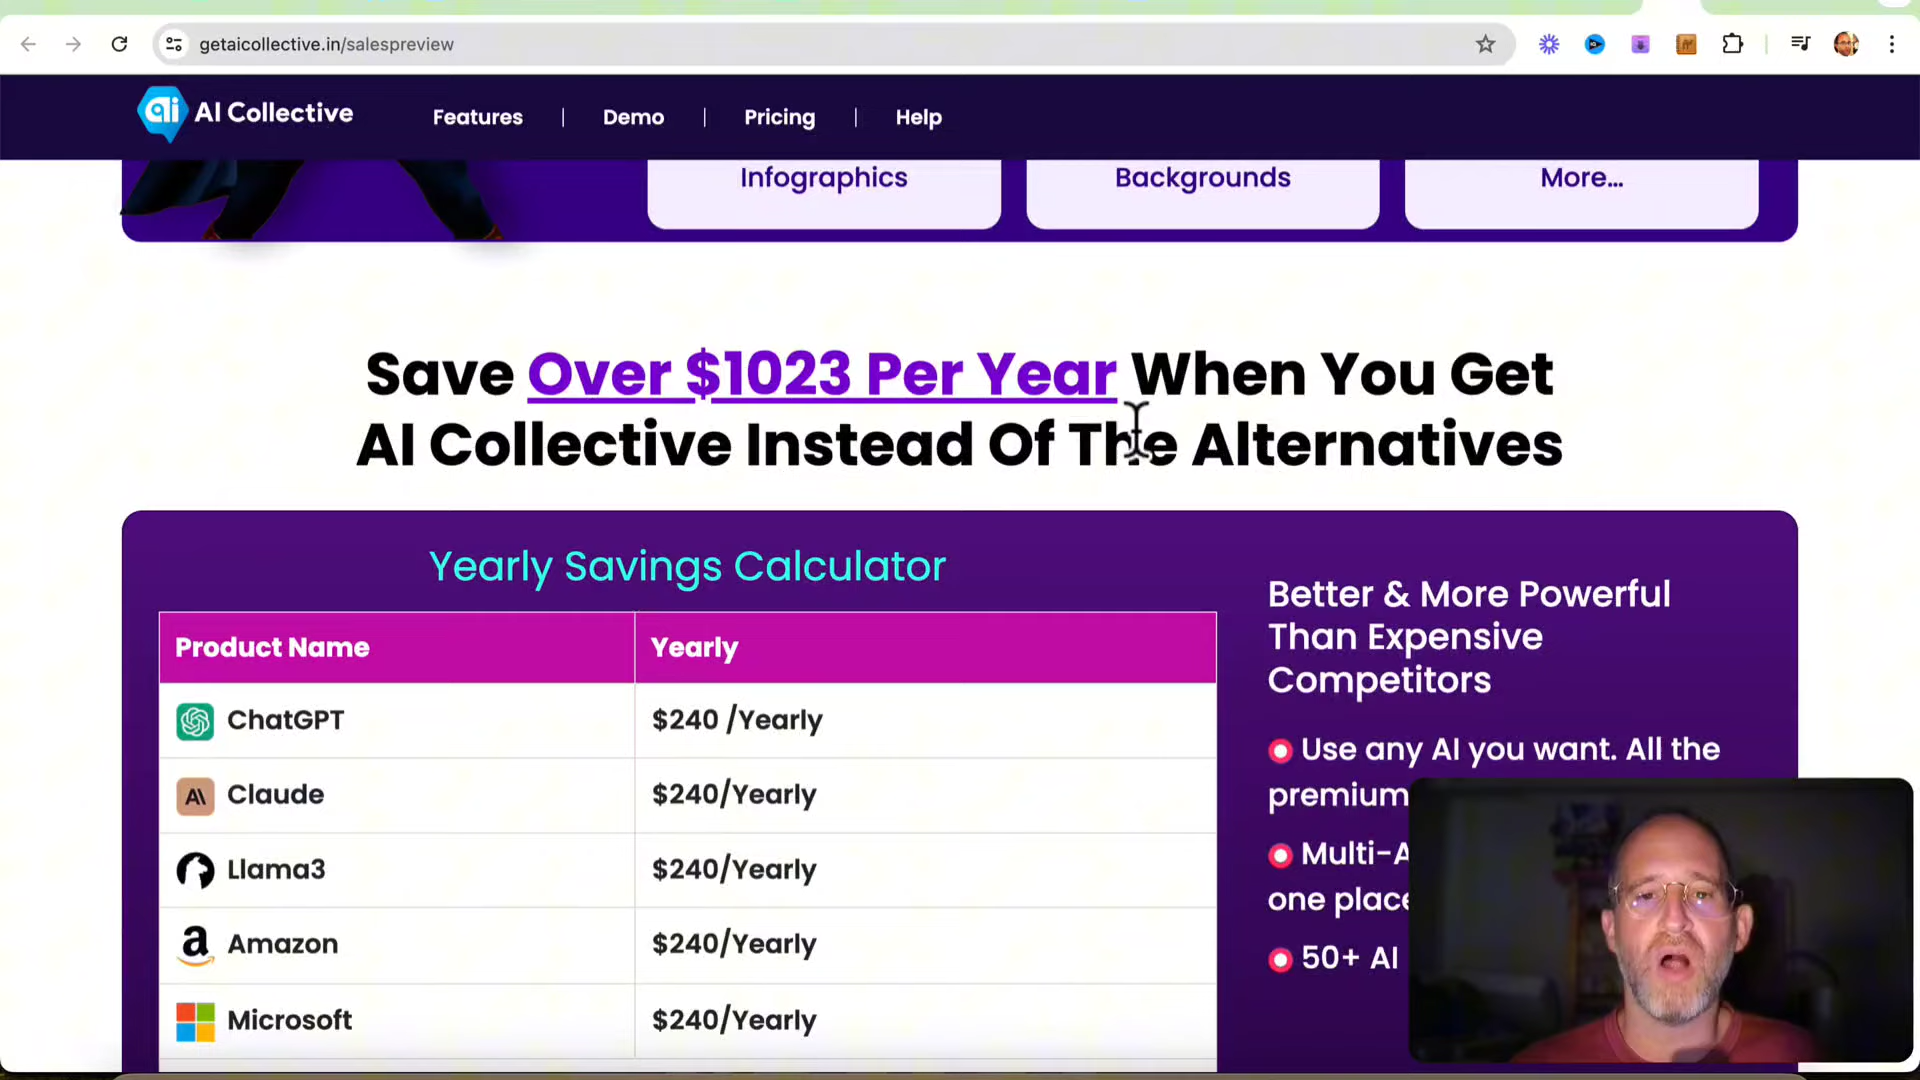 getaicollective.in/salespreview
ai AI Collective
Features | Demo | Pricing | Help
Infographics
Backgrounds
More...
Save Over $1023 Per Year When You Get
AI Collective Instead Of The Alternatives
Yearly Savings Calculator
Product Name Yearly
ChatGPT $240 /Yearly
Claude $240/Yearly
Llama3 $240/Yearly
Amazon $240/Yearly
Microsoft $240/Yearly
Better & More Powerful
Than Expensive
Competitors
Use any AI you want. All the
premium
Multi-A
one place
50+ AI